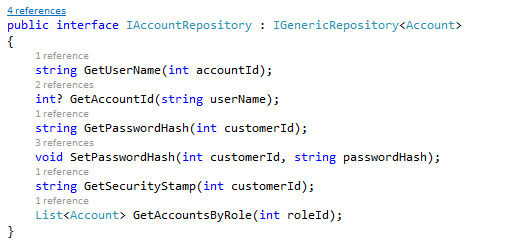 4 references
public interface IAccountRepository : IGenericRepository<Account>
{
1 reference
string GetUserName(int accountId);
2 references
int? GetAccountId(string userName);
1 reference
string GetPasswordHash(int customerId);
3 references
void SetPasswordHash(int customerId, string passwordHash);
1 reference
string GetSecurityStamp(int customerId);
1 reference
List<Account> GetAccountsByRole(int roleId);
}